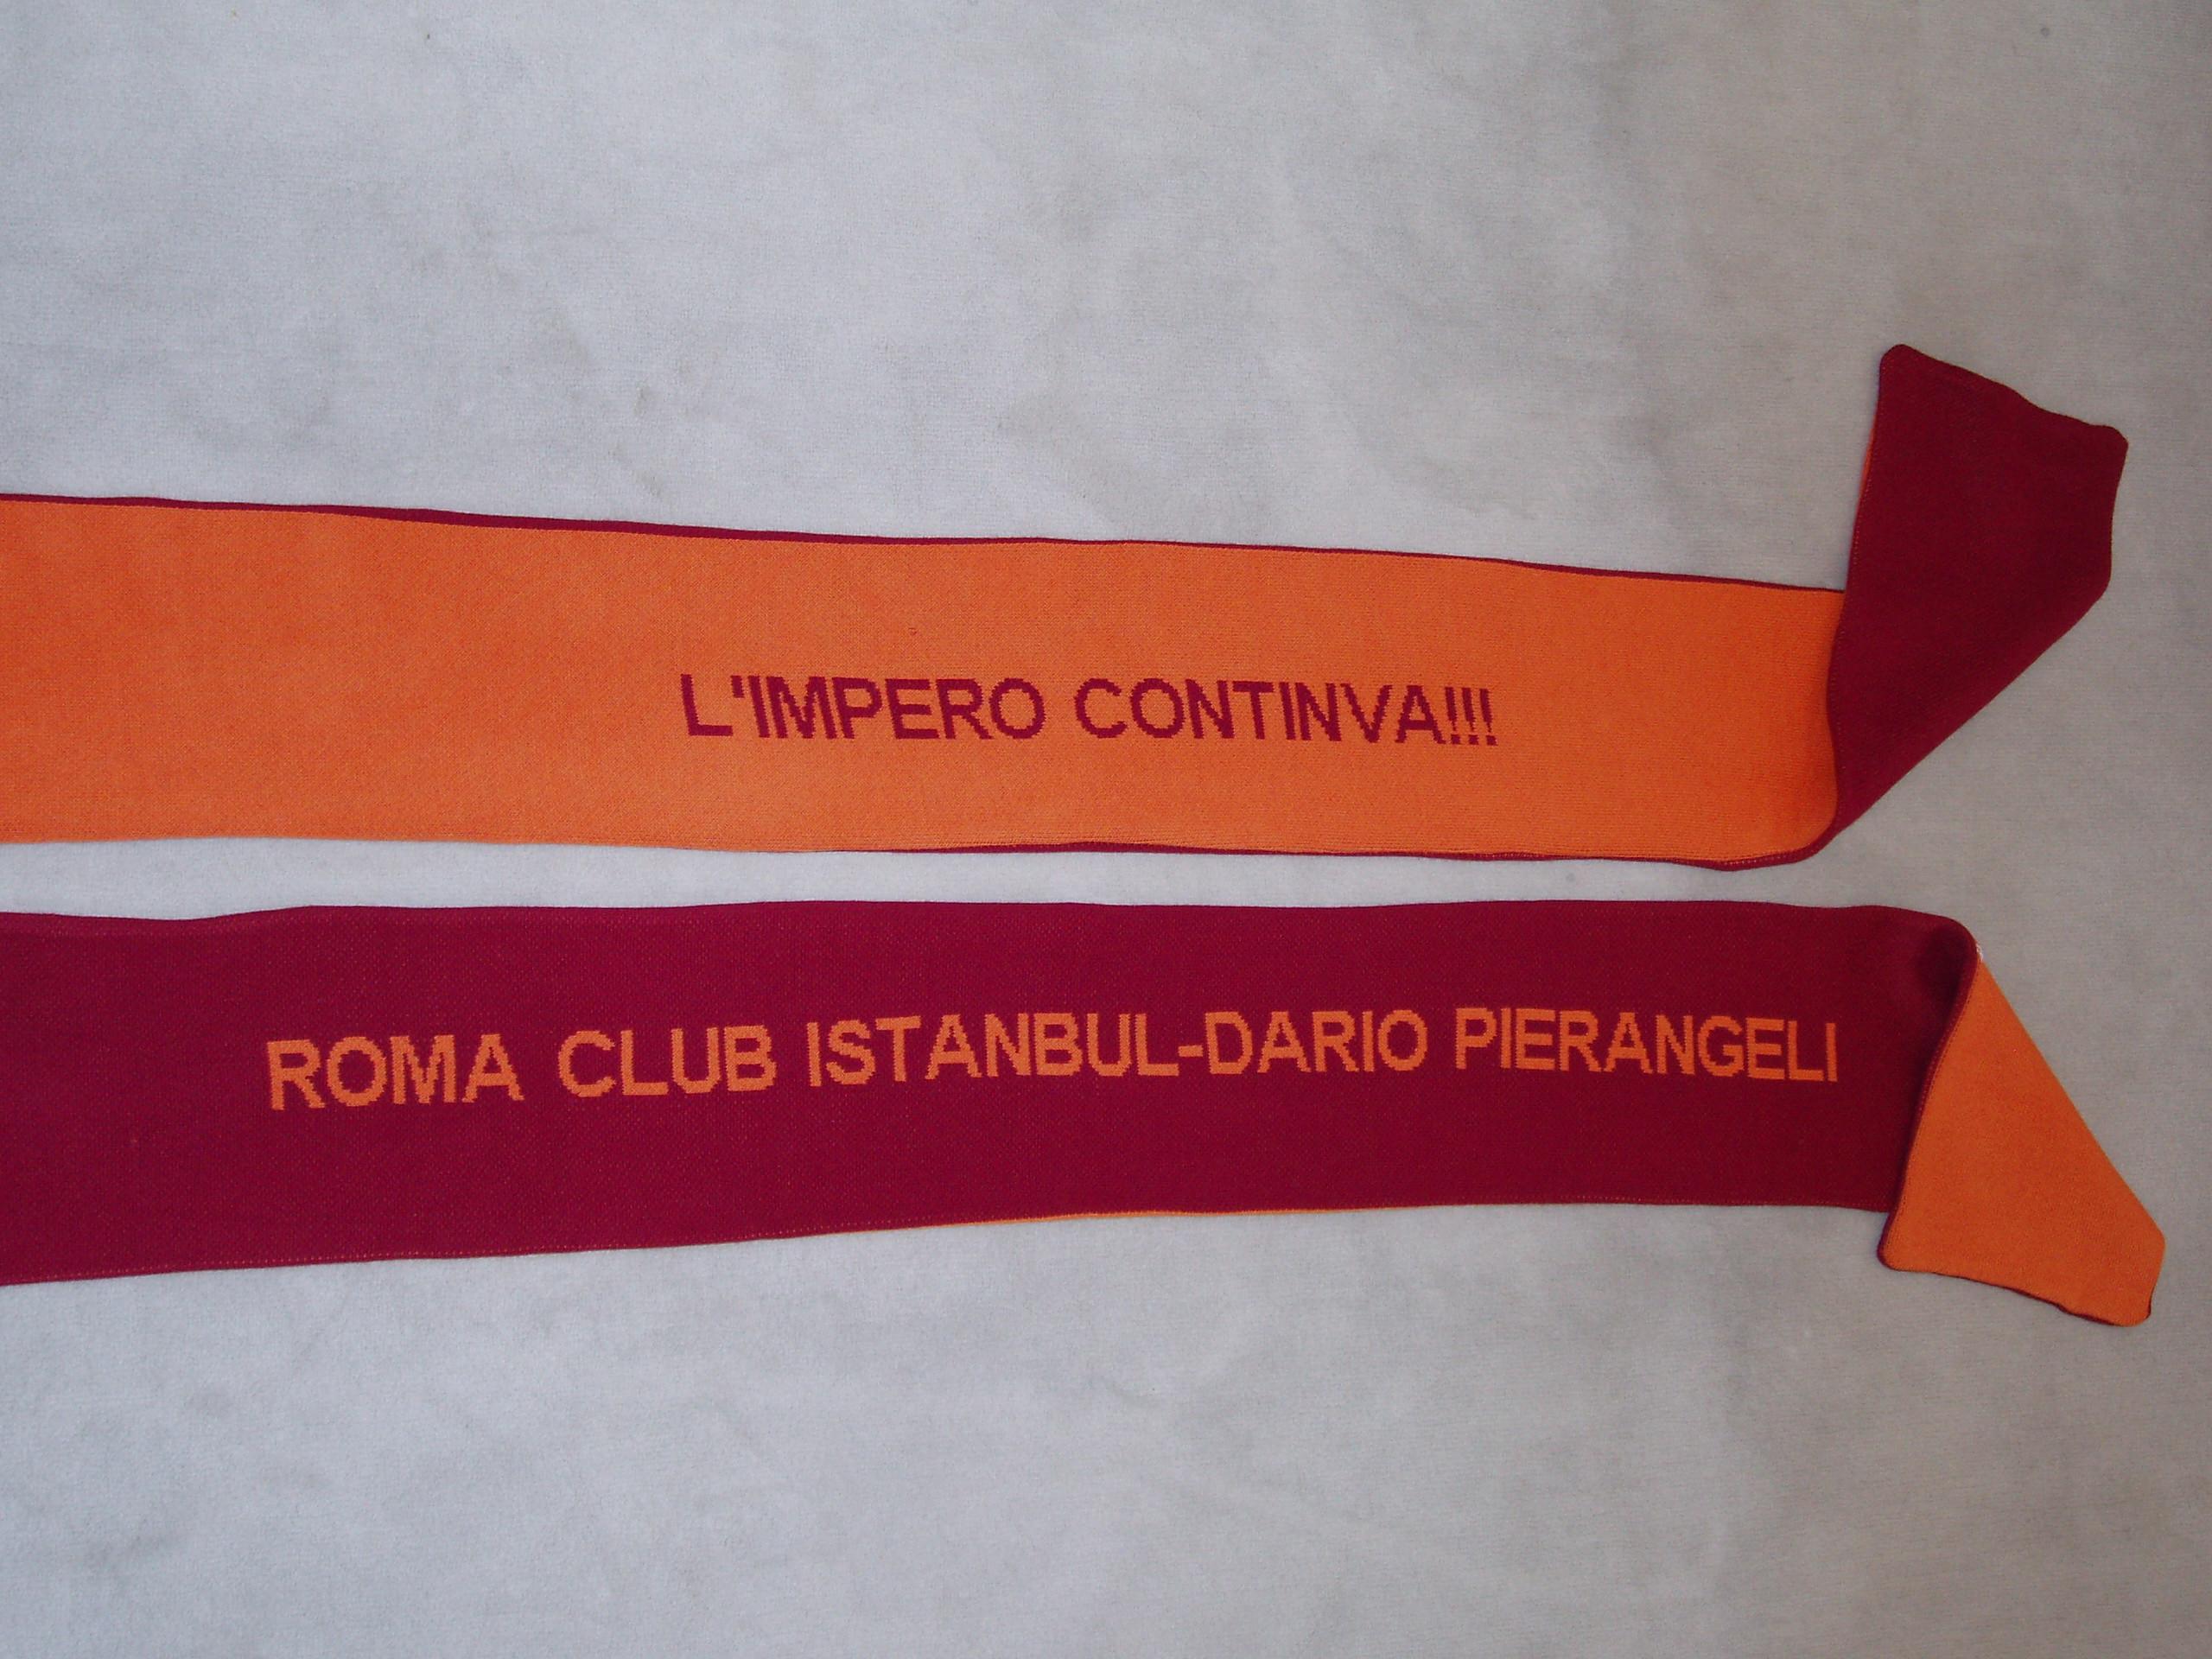 L'IMPERO CONTINVA!!!
ROMA CLUB ISTANBUL-DARIO PIERANGELI